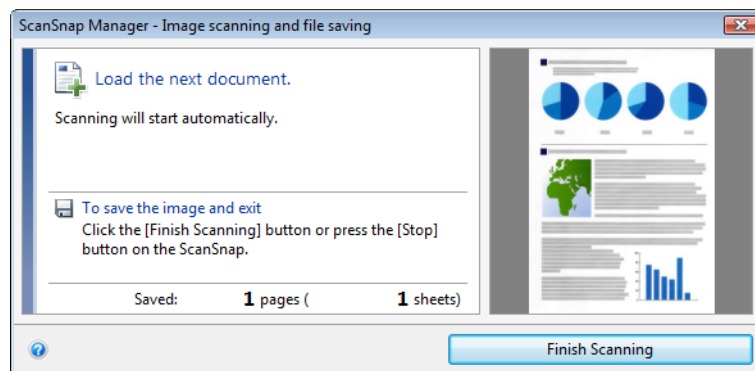 ScanSnap Manager - Image scanning and file saving
Load the next document.
Scanning will start automatically.
To save the image and exit
Click the [Finish Scanning] button or press the [Stop]
button on the ScanSnap.
Saved: 1 pages ( 1 sheets)
Finish Scanning